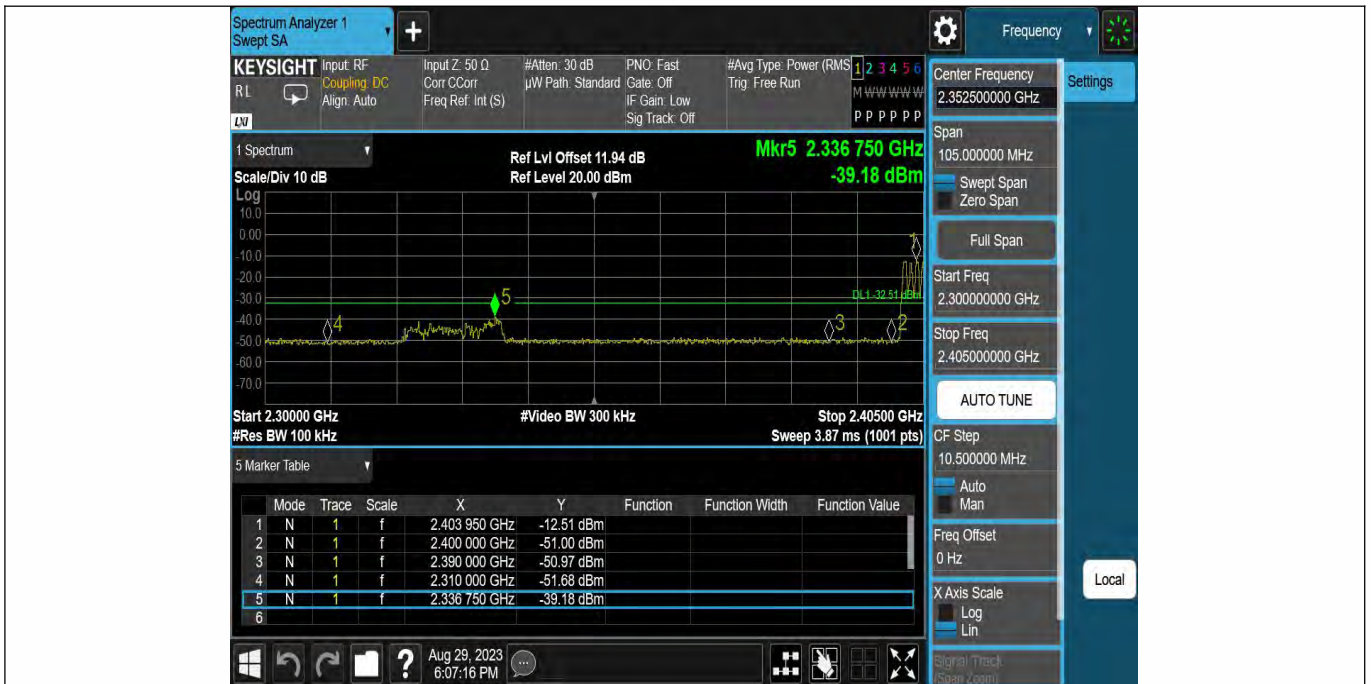 Spectrum Analyzer 1
Swept SA
+
Frequency
KEYSIGHT
RL
LXI
Input: RF
Coupling: DC
Align: Auto
Input Z: 50 Ω
Corr CCorr
Freq Ref: Int (S)
#Atten: 30 dB
µW Path: Standard
PNO: Fast
Gate: Off
IF Gain: Low
Sig Track: Off
#Avg Type: Power (RMS
Trig: Free Run
1 2 3 4 5 6
M W W W W W
P P P P P P
1 Spectrum
Scale/Div 10 dB
Ref Lvl Offset 11.94 dB
Ref Level 20.00 dBm
Mkr5 2.336 750 GHz
-39.18 dBm
Log
10.0
0.00
-10.0
-20.0
-30.0
-40.0
-50.0
-60.0
-70.0
1
DL1 -32.51 dBm
5
4
3
2
Start 2.30000 GHz
#Video BW 300 kHz
Stop 2.40500 GHz
#Res BW 100 kHz
Sweep 3.87 ms (1001 pts)
5 Marker Table
Mode Trace Scale X Y Function Function Width Function Value
1 N 1 f 2.403 950 GHz -12.51 dBm
2 N 1 f 2.400 000 GHz -51.00 dBm
3 N 1 f 2.390 000 GHz -50.97 dBm
4 N 1 f 2.310 000 GHz -51.68 dBm
5 N 1 f 2.336 750 GHz -39.18 dBm
6
?
Aug 29, 2023
6:07:16 PM
Center Frequency
2.352500000 GHz
Settings
Span
105.000000 MHz
Swept Span
Zero Span
Full Span
Start Freq
2.300000000 GHz
Stop Freq
2.405000000 GHz
AUTO TUNE
CF Step
10.500000 MHz
Auto
Man
Freq Offset
0 Hz
Local
X Axis Scale
Log
Lin
Signal Track
(Span Zoom)